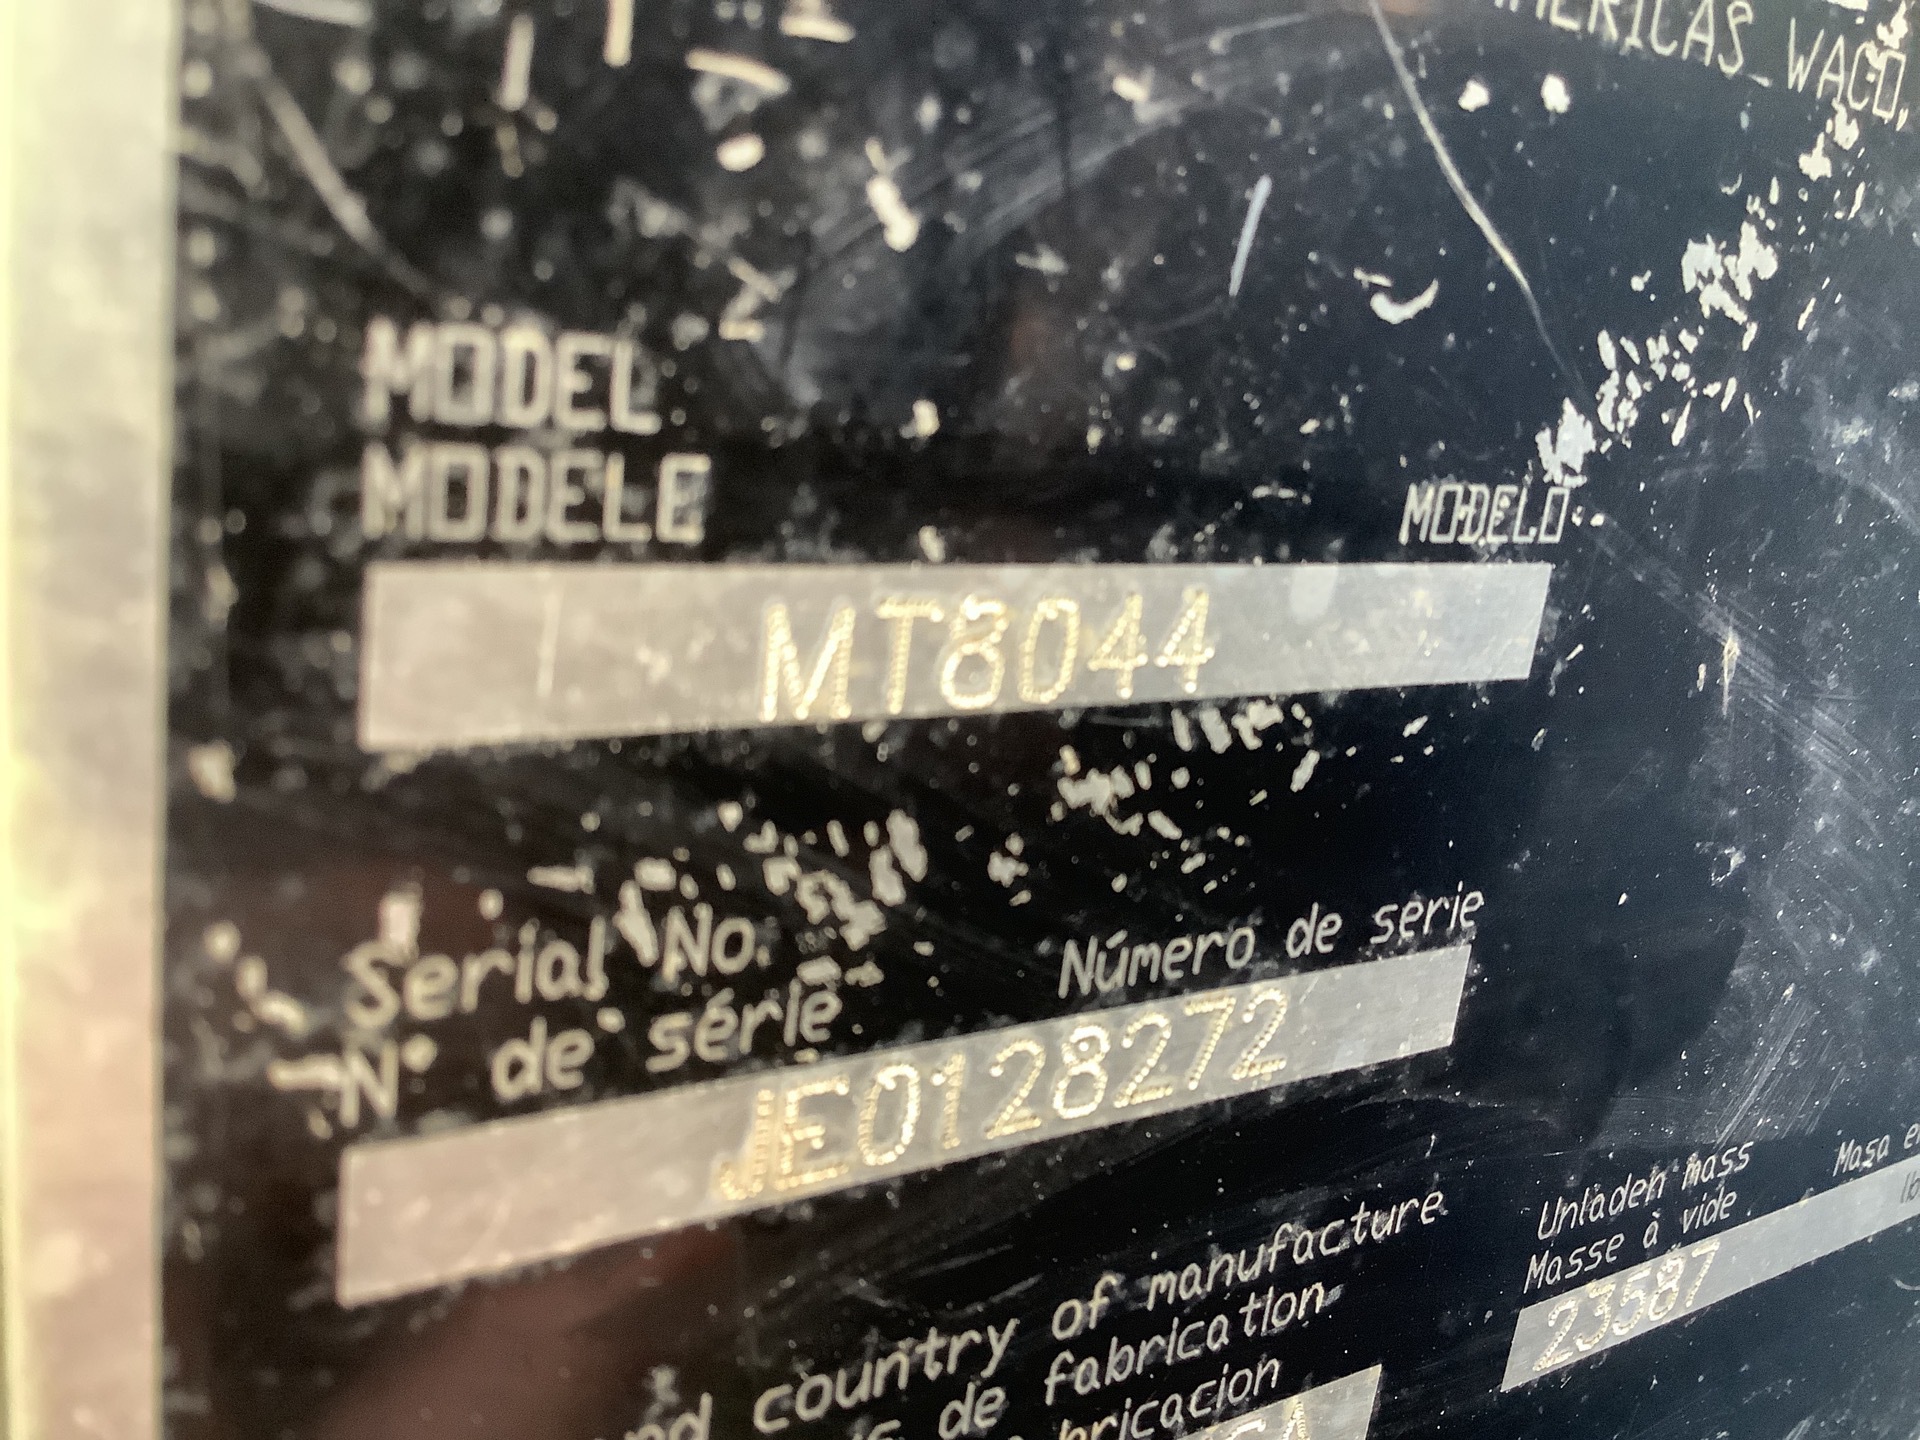 AMERICAS WACO,
MODEL
MODELE MODELO
MT8044
Serial No. Número de serie
N° de série
JE0128272
Unladen mass
Masse à vide
23587
country of manufacture
de fabrication